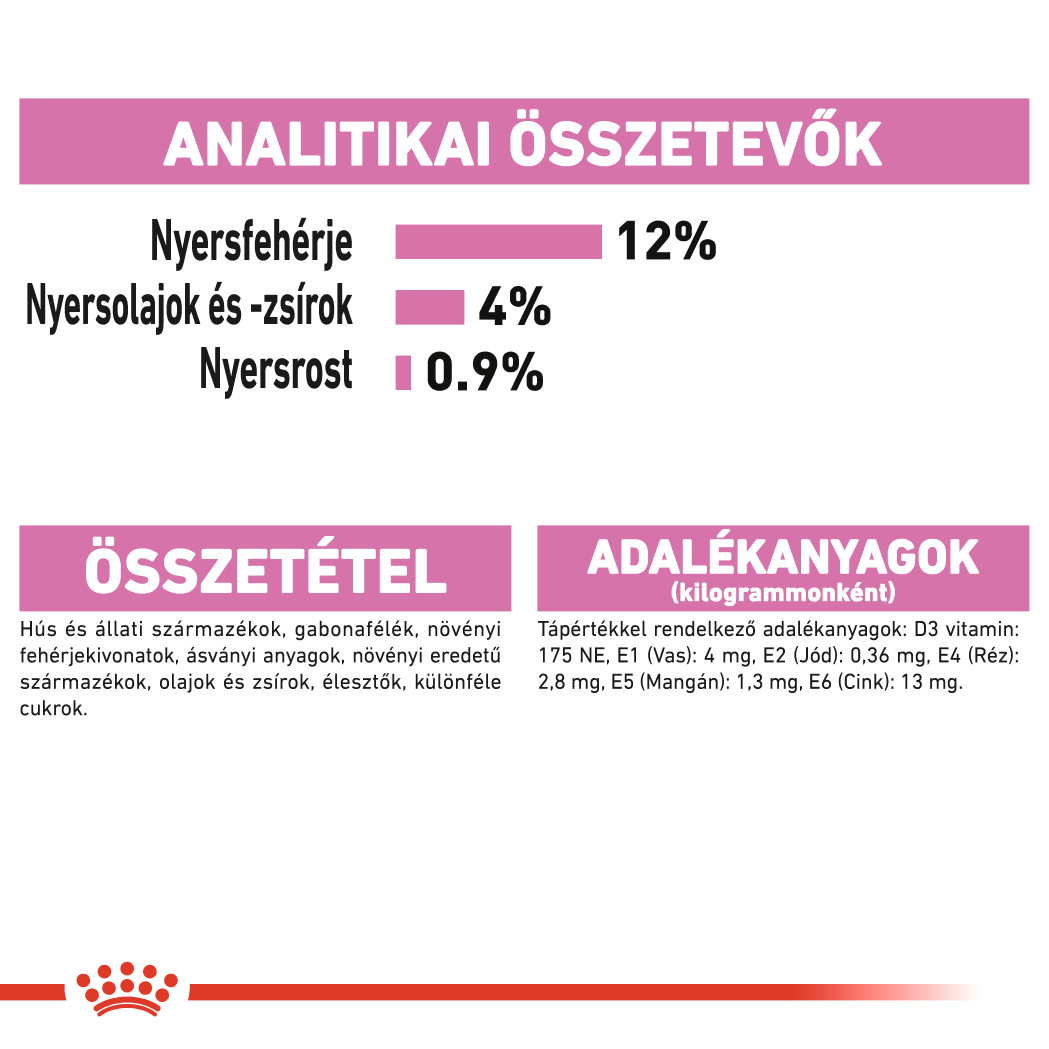 ANALITIKAI ÖSSZETEVŐK
Nyersfehérje 12%
Nyersolajok és -zsírok 4%
Nyersrost 0.9%
ÖSSZETÉTEL
Hús és állati származékok, gabonafélék, növényi
fehérjekivonatok, ásványi anyagok, növényi eredetű
származékok, olajok és zsírok, élesztők, különféle
cukrok.
ADALÉKANYAGOK
(kilogrammonként)
Tápértékkel rendelkező adalékanyagok: D3 vitamin:
175 NE, E1 (Vas): 4 mg, E2 (Jód): 0,36 mg, E4 (Réz):
2,8 mg, E5 (Mangán): 1,3 mg, E6 (Cink): 13 mg.